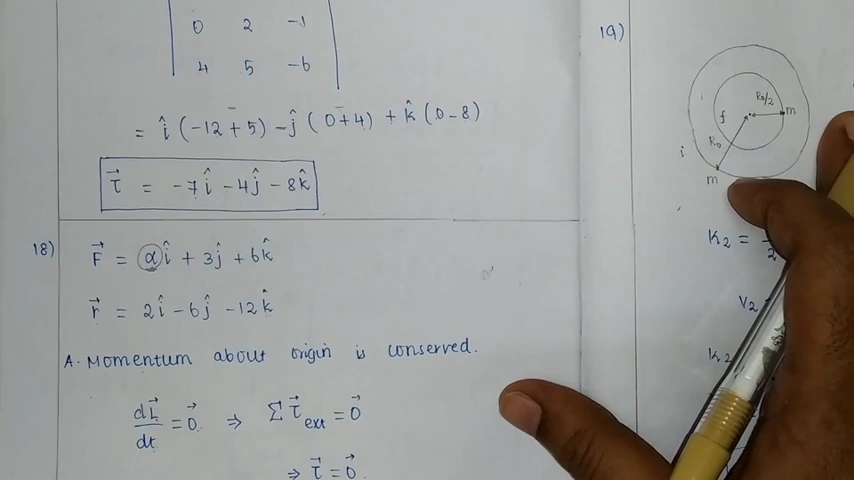 0 2 -1
4 5 -6
= î (-12 + 5) - ĵ (0+4) + k̂ (0-8)
τ⃗ = -7î - 4ĵ - 8k̂
18)
F⃗ = αî + 3ĵ + 6k̂
r⃗ = 2î - 6ĵ - 12k̂
A. Momentum about origin is conserved.
dL⃗/dt = 0⃗ ⇒ Σ τ⃗ext = 0⃗
⇒ τ⃗ = 0⃗
19)
R₀/2
f
m
R₀
i
m
K₂ =
V₂
K₂